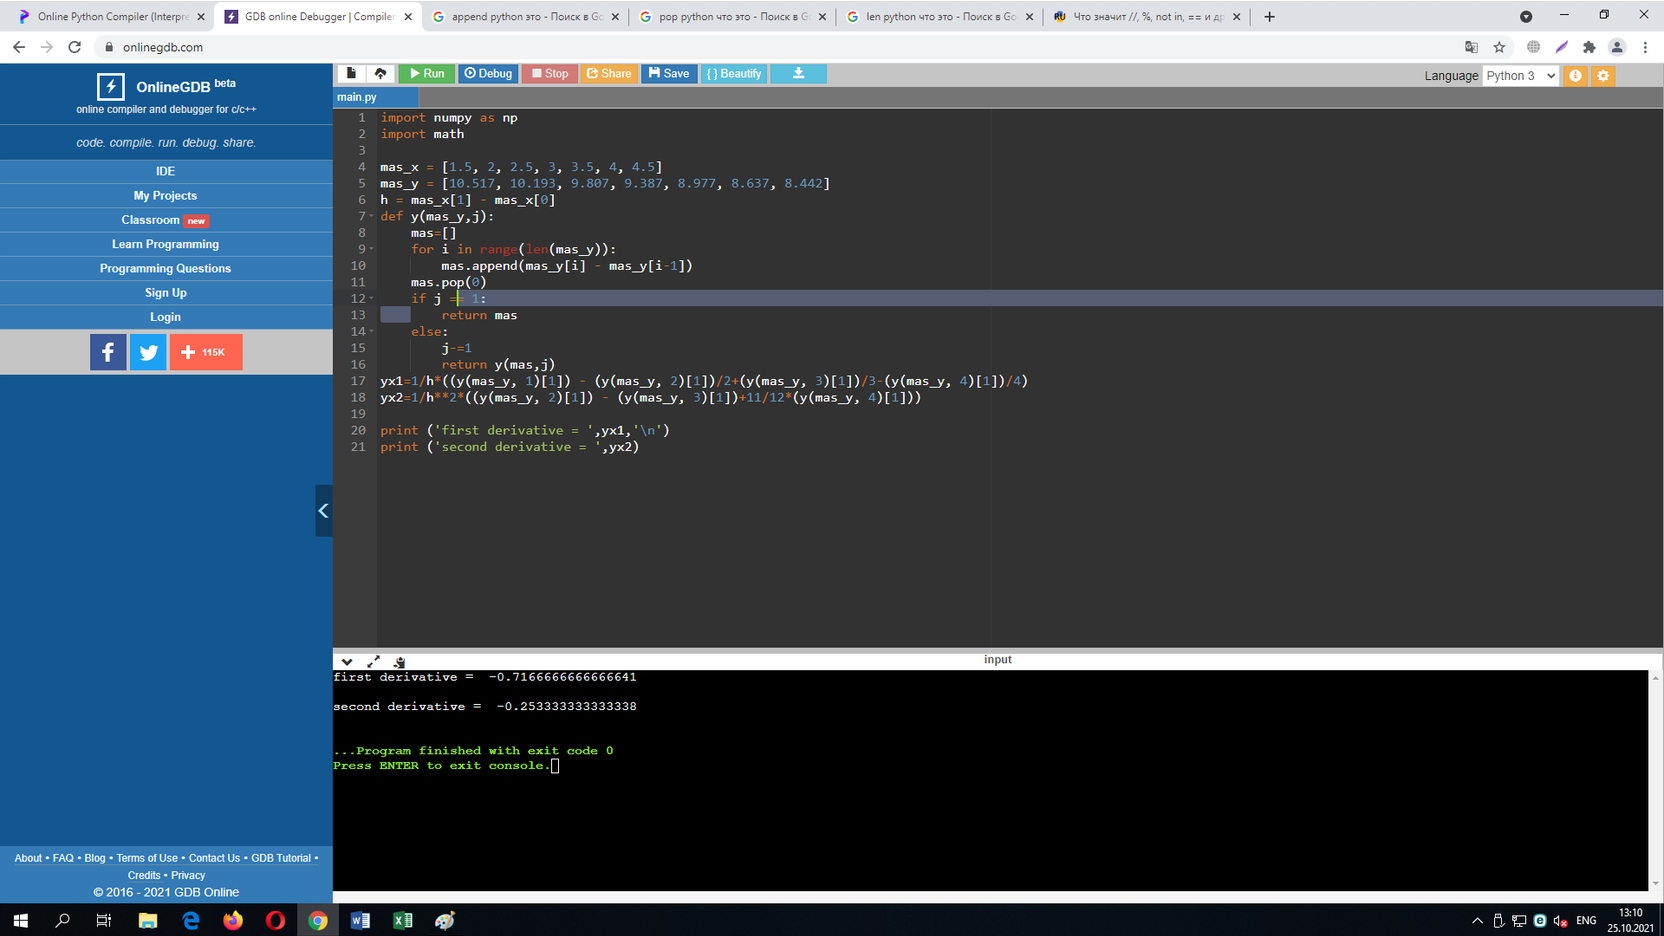 Online Python Compiler (Interpre
GDB online Debugger | Compiler
append python это - Поиск в Go
pop python что это - Поиск в G
len python что это - Поиск в Go
Что значит //, %, not in, == и др
onlinegdb.com
OnlineGDB beta
online compiler and debugger for c/c++
code. compile. run. debug. share.
IDE
My Projects
Classroom new
Learn Programming
Programming Questions
Sign Up
Login
115K
About • FAQ • Blog • Terms of Use • Contact Us • GDB Tutorial •
Credits • Privacy
© 2016 - 2021 GDB Online
Run Debug Stop Share Save { } Beautify
Language Python 3
main.py
1 import numpy as np
2 import math
3
4 mas_x = [1.5, 2, 2.5, 3, 3.5, 4, 4.5]
5 mas_y = [10.517, 10.193, 9.807, 9.387, 8.977, 8.637, 8.442]
6 h = mas_x[1] - mas_x[0]
7 def y(mas_y,j):
8 mas=[]
9 for i in range(len(mas_y)):
10 mas.append(mas_y[i] - mas_y[i-1])
11 mas.pop(0)
12 if j == 1:
13 return mas
14 else:
15 j-=1
16 return y(mas,j)
17 yx1=1/h*((y(mas_y, 1)[1]) - (y(mas_y, 2)[1])/2+(y(mas_y, 3)[1])/3-(y(mas_y, 4)[1])/4)
18 yx2=1/h**2*((y(mas_y, 2)[1]) - (y(mas_y, 3)[1])+11/12*(y(mas_y, 4)[1]))
19
20 print ('first derivative = ',yx1,'\n')
21 print ('second derivative = ',yx2)
input
first derivative = -0.7166666666666641
second derivative = -0.253333333333338
...Program finished with exit code 0
Press ENTER to exit console.
ENG
13:10
25.10.2021